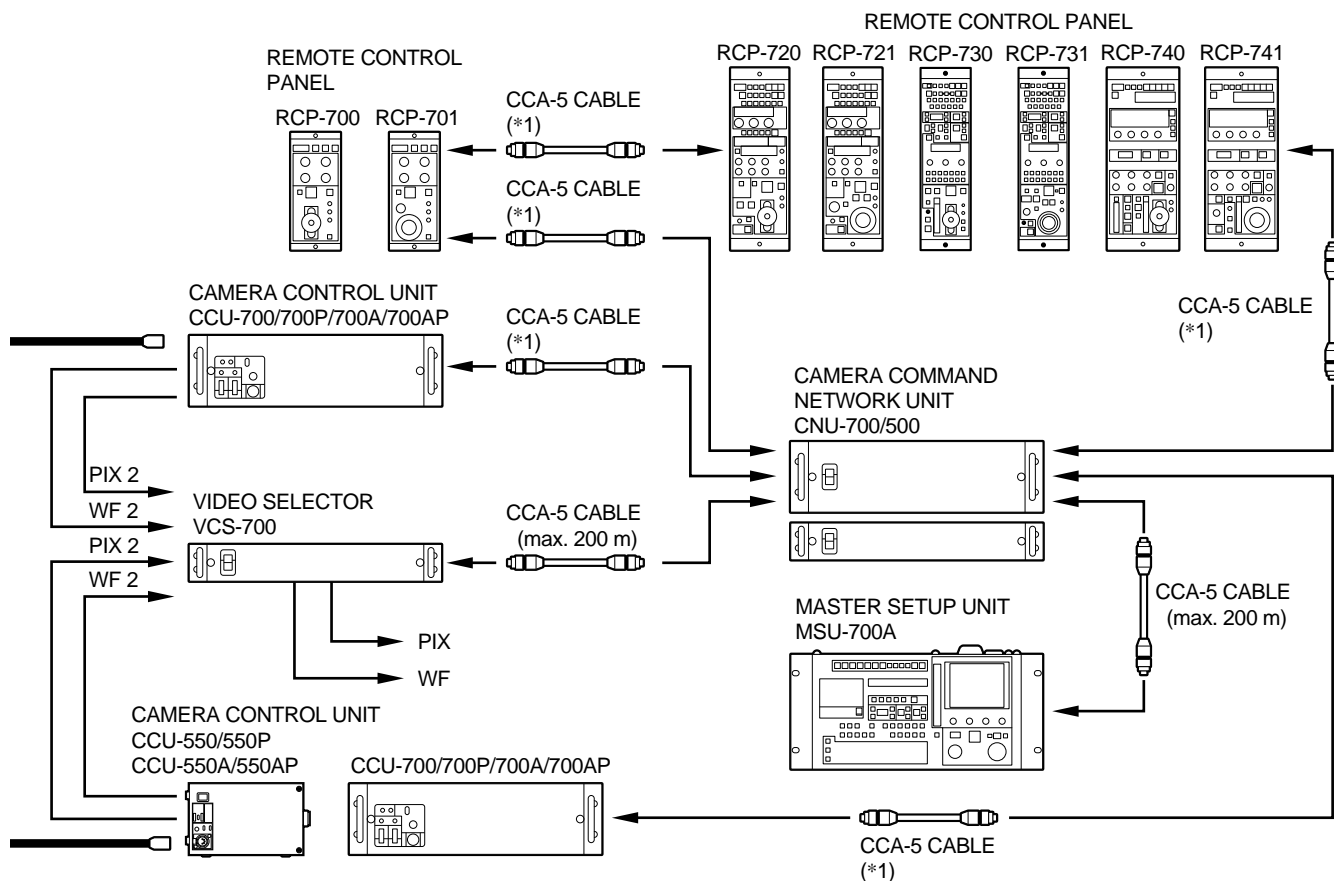 REMOTE CONTROL PANEL
RCP-720 RCP-721 RCP-730 RCP-731 RCP-740 RCP-741
REMOTE CONTROL
PANEL
RCP-700 RCP-701
CCA-5 CABLE
(*1)
CCA-5 CABLE
(*1)
CAMERA CONTROL UNIT
CCU-700/700P/700A/700AP
CCA-5 CABLE
(*1)
CCA-5 CABLE
(*1)
CAMERA COMMAND
NETWORK UNIT
CNU-700/500
PIX 2
WF 2
PIX 2
WF 2
VIDEO SELECTOR
VCS-700
CCA-5 CABLE
(max. 200 m)
PIX
WF
MASTER SETUP UNIT
MSU-700A
CCA-5 CABLE
(max. 200 m)
CAMERA CONTROL UNIT
CCU-550/550P
CCU-550A/550AP
CCU-700/700P/700A/700AP
CCA-5 CABLE
(*1)